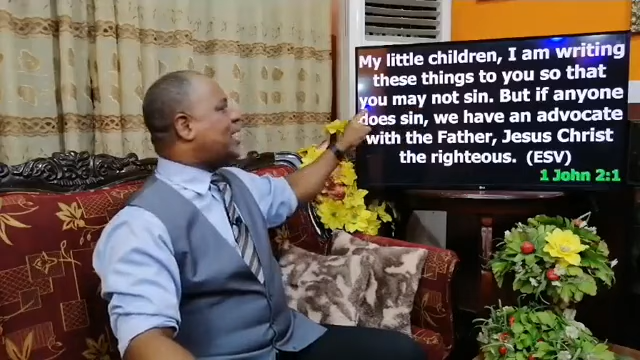 My little children, I am writing
these things to you so that
you may not sin. But if anyone
does sin, we have an advocate
with the Father, Jesus Christ
the righteous. (ESV)
1 John 2:1
LG